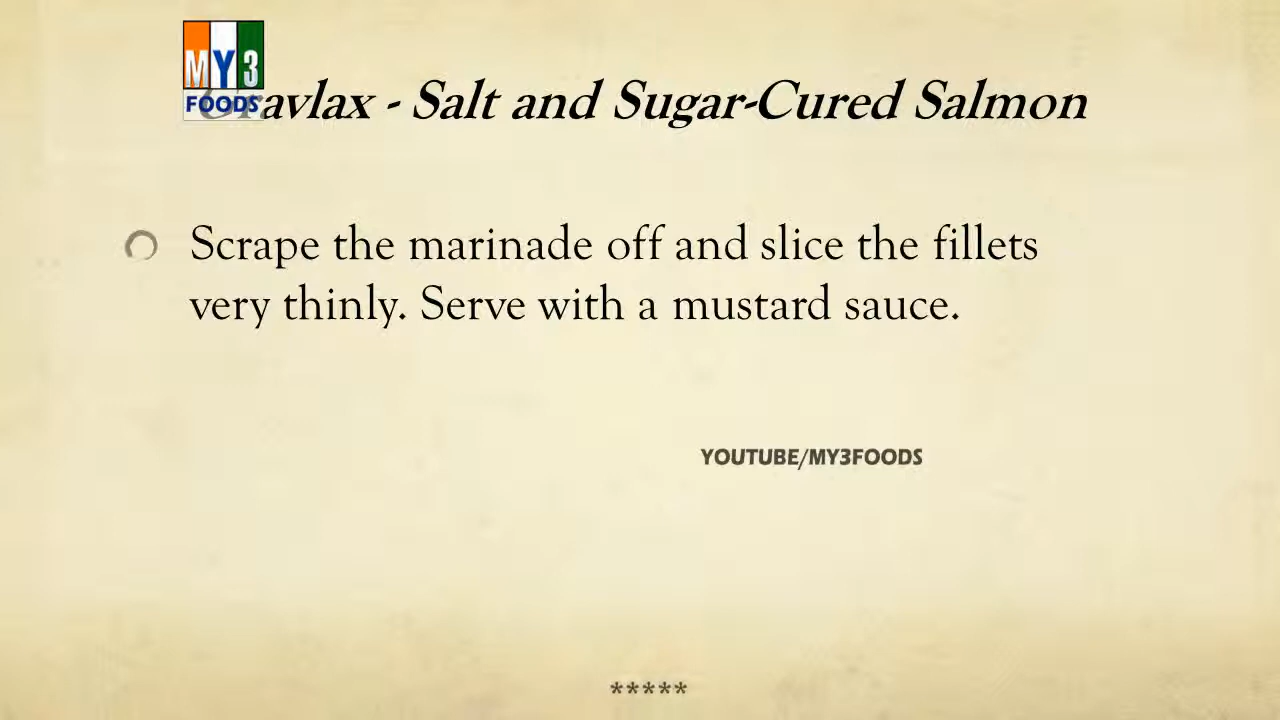 MY3
FOODS
Gravlax - Salt and Sugar-Cured Salmon
Scrape the marinade off and slice the fillets
very thinly. Serve with a mustard sauce.
YOUTUBE/MY3FOODS
*****